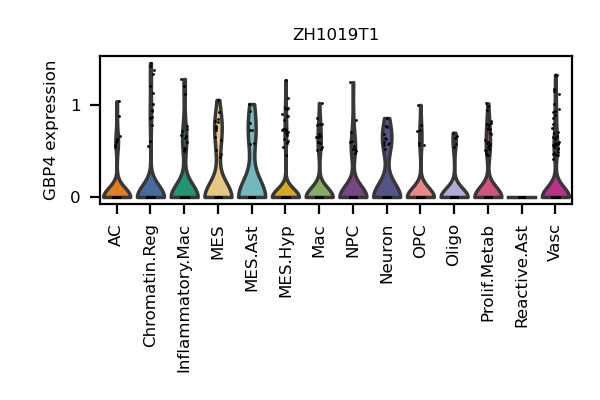 ZH1019T1
GBP4 expression
1
0
AC
Chromatin.Reg
Inflammatory.Mac
MES
MES.Ast
MES.Hyp
Mac
NPC
Neuron
OPC
Oligo
Prolif.Metab
Reactive.Ast
Vasc